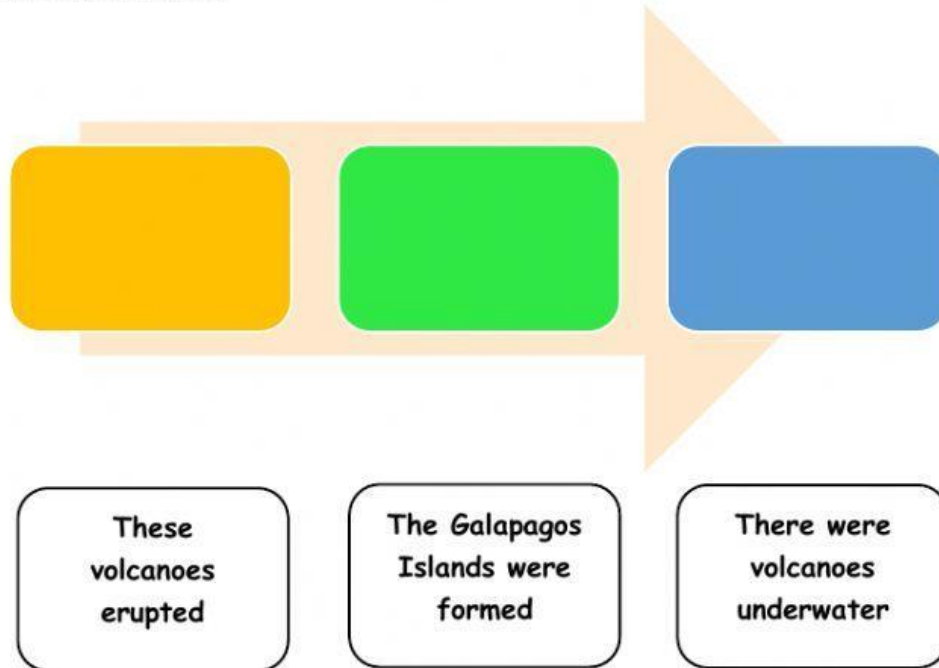 These
volcanoes
erupted
The Galapagos
Islands were
formed
There were
volcanoes
underwater